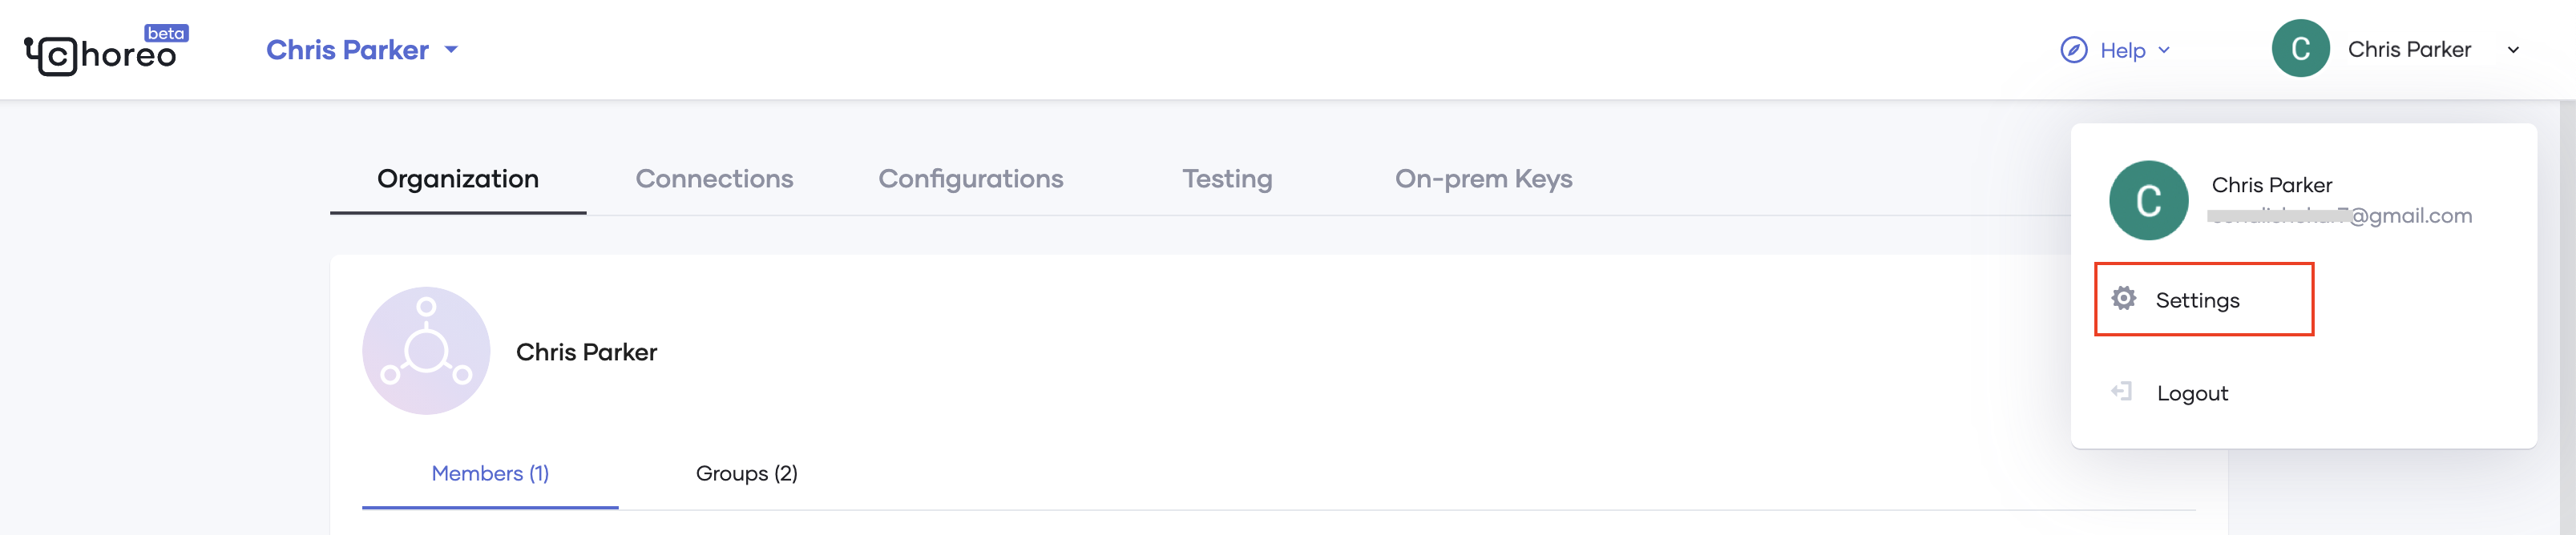 choreo beta
Chris Parker
Help
C Chris Parker
Organization Connections Configurations Testing On-prem Keys
C Chris Parker
@gmail.com
Settings
Logout
Chris Parker
Members (1) Groups (2)